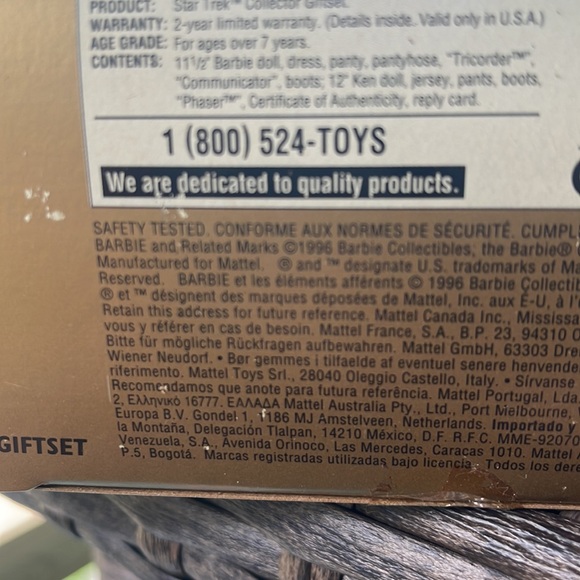 PRODUCT: Star Trek™ Collector Giftset
WARRANTY: 2-year limited warranty. (Details inside. Valid only in U.S.A.)
AGE GRADE: For ages over 7 years.
CONTENTS: 11½" Barbie doll, dress, panty, pantyhose, "Tricorder™",
"Communicator", boots; 12" Ken doll, jersey, pants, boots,
"Phaser™", Certificate of Authenticity, reply card.
1 (800) 524-TOYS
We are dedicated to quality products.
SAFETY TESTED. CONFORME AUX NORMES DE SÉCURITÉ. CUMPL
BARBIE and Related Marks ©1996 Barbie Collectibles, the Barbie®
Manufactured for Mattel. ® and ™ designate U.S. trademarks of M
Reserved. BARBIE et les éléments afférents © 1996 Barbie Collectib
® et ™ désignent des marques déposées de Mattel, Inc. aux É-U, à l'
Retain this address for future reference. Mattel Canada Inc., Mississa
vous y référer en cas de besoin. Mattel France, S.A., B.P. 23, 94310 O
Bitte für mögliche Rückfragen aufbewahren. Mattel GmbH, 63303 Dre
Wiener Neudorf. • Bør gemmes i tilfælde af eventuel senere henvende
riferimento. Mattel Toys Srl., 28040 Oleggio Castello, Italy. • Sírvanse
Recomendamos que anote para futura referência. Mattel Portugal, Lda
2, Ελληνικό 16777. ΕΛΛΑΔΑ Mattel Australia Pty., Ltd., Port Melbourne,
Europa B.V. Gondel 1, 1186 MJ Amstelveen, Netherlands. Importado y
la Montaña, Delegación Tlalpan, 14210 México, D.F. R.F.C. MME-92070
Venezuela, S.A., Avenida Orinoco, Las Mercedes, Caracas 1010. Mattel
P.5, Bogotá. Marcas registradas utilizadas bajo licencia. Todos los dere
GIFTSET